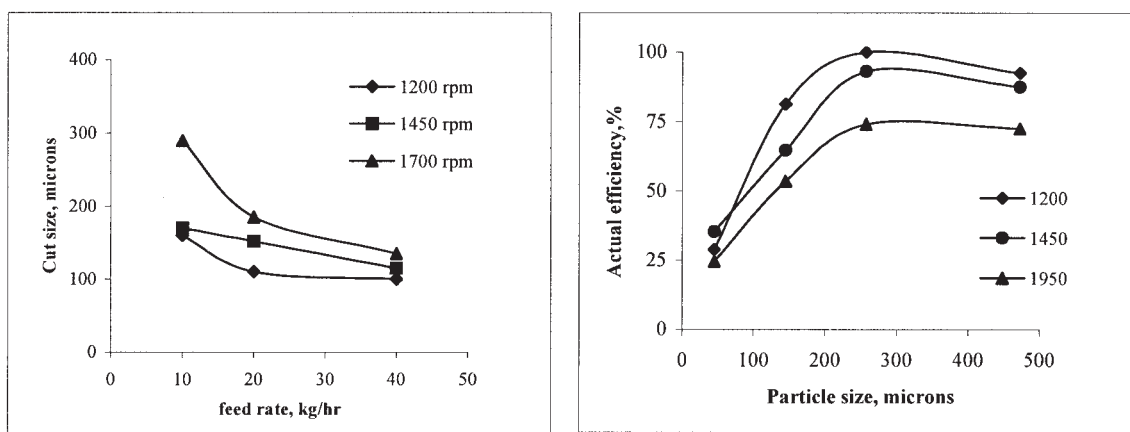 400
300
200
100
0
Cut size, microns
0 10 20 30 40 50
feed rate, kg/hr
1200 rpm
1450 rpm
1700 rpm
100
75
50
25
0
Actual efficiency,%
0 100 200 300 400 500
Particle size, microns
1200
1450
1950